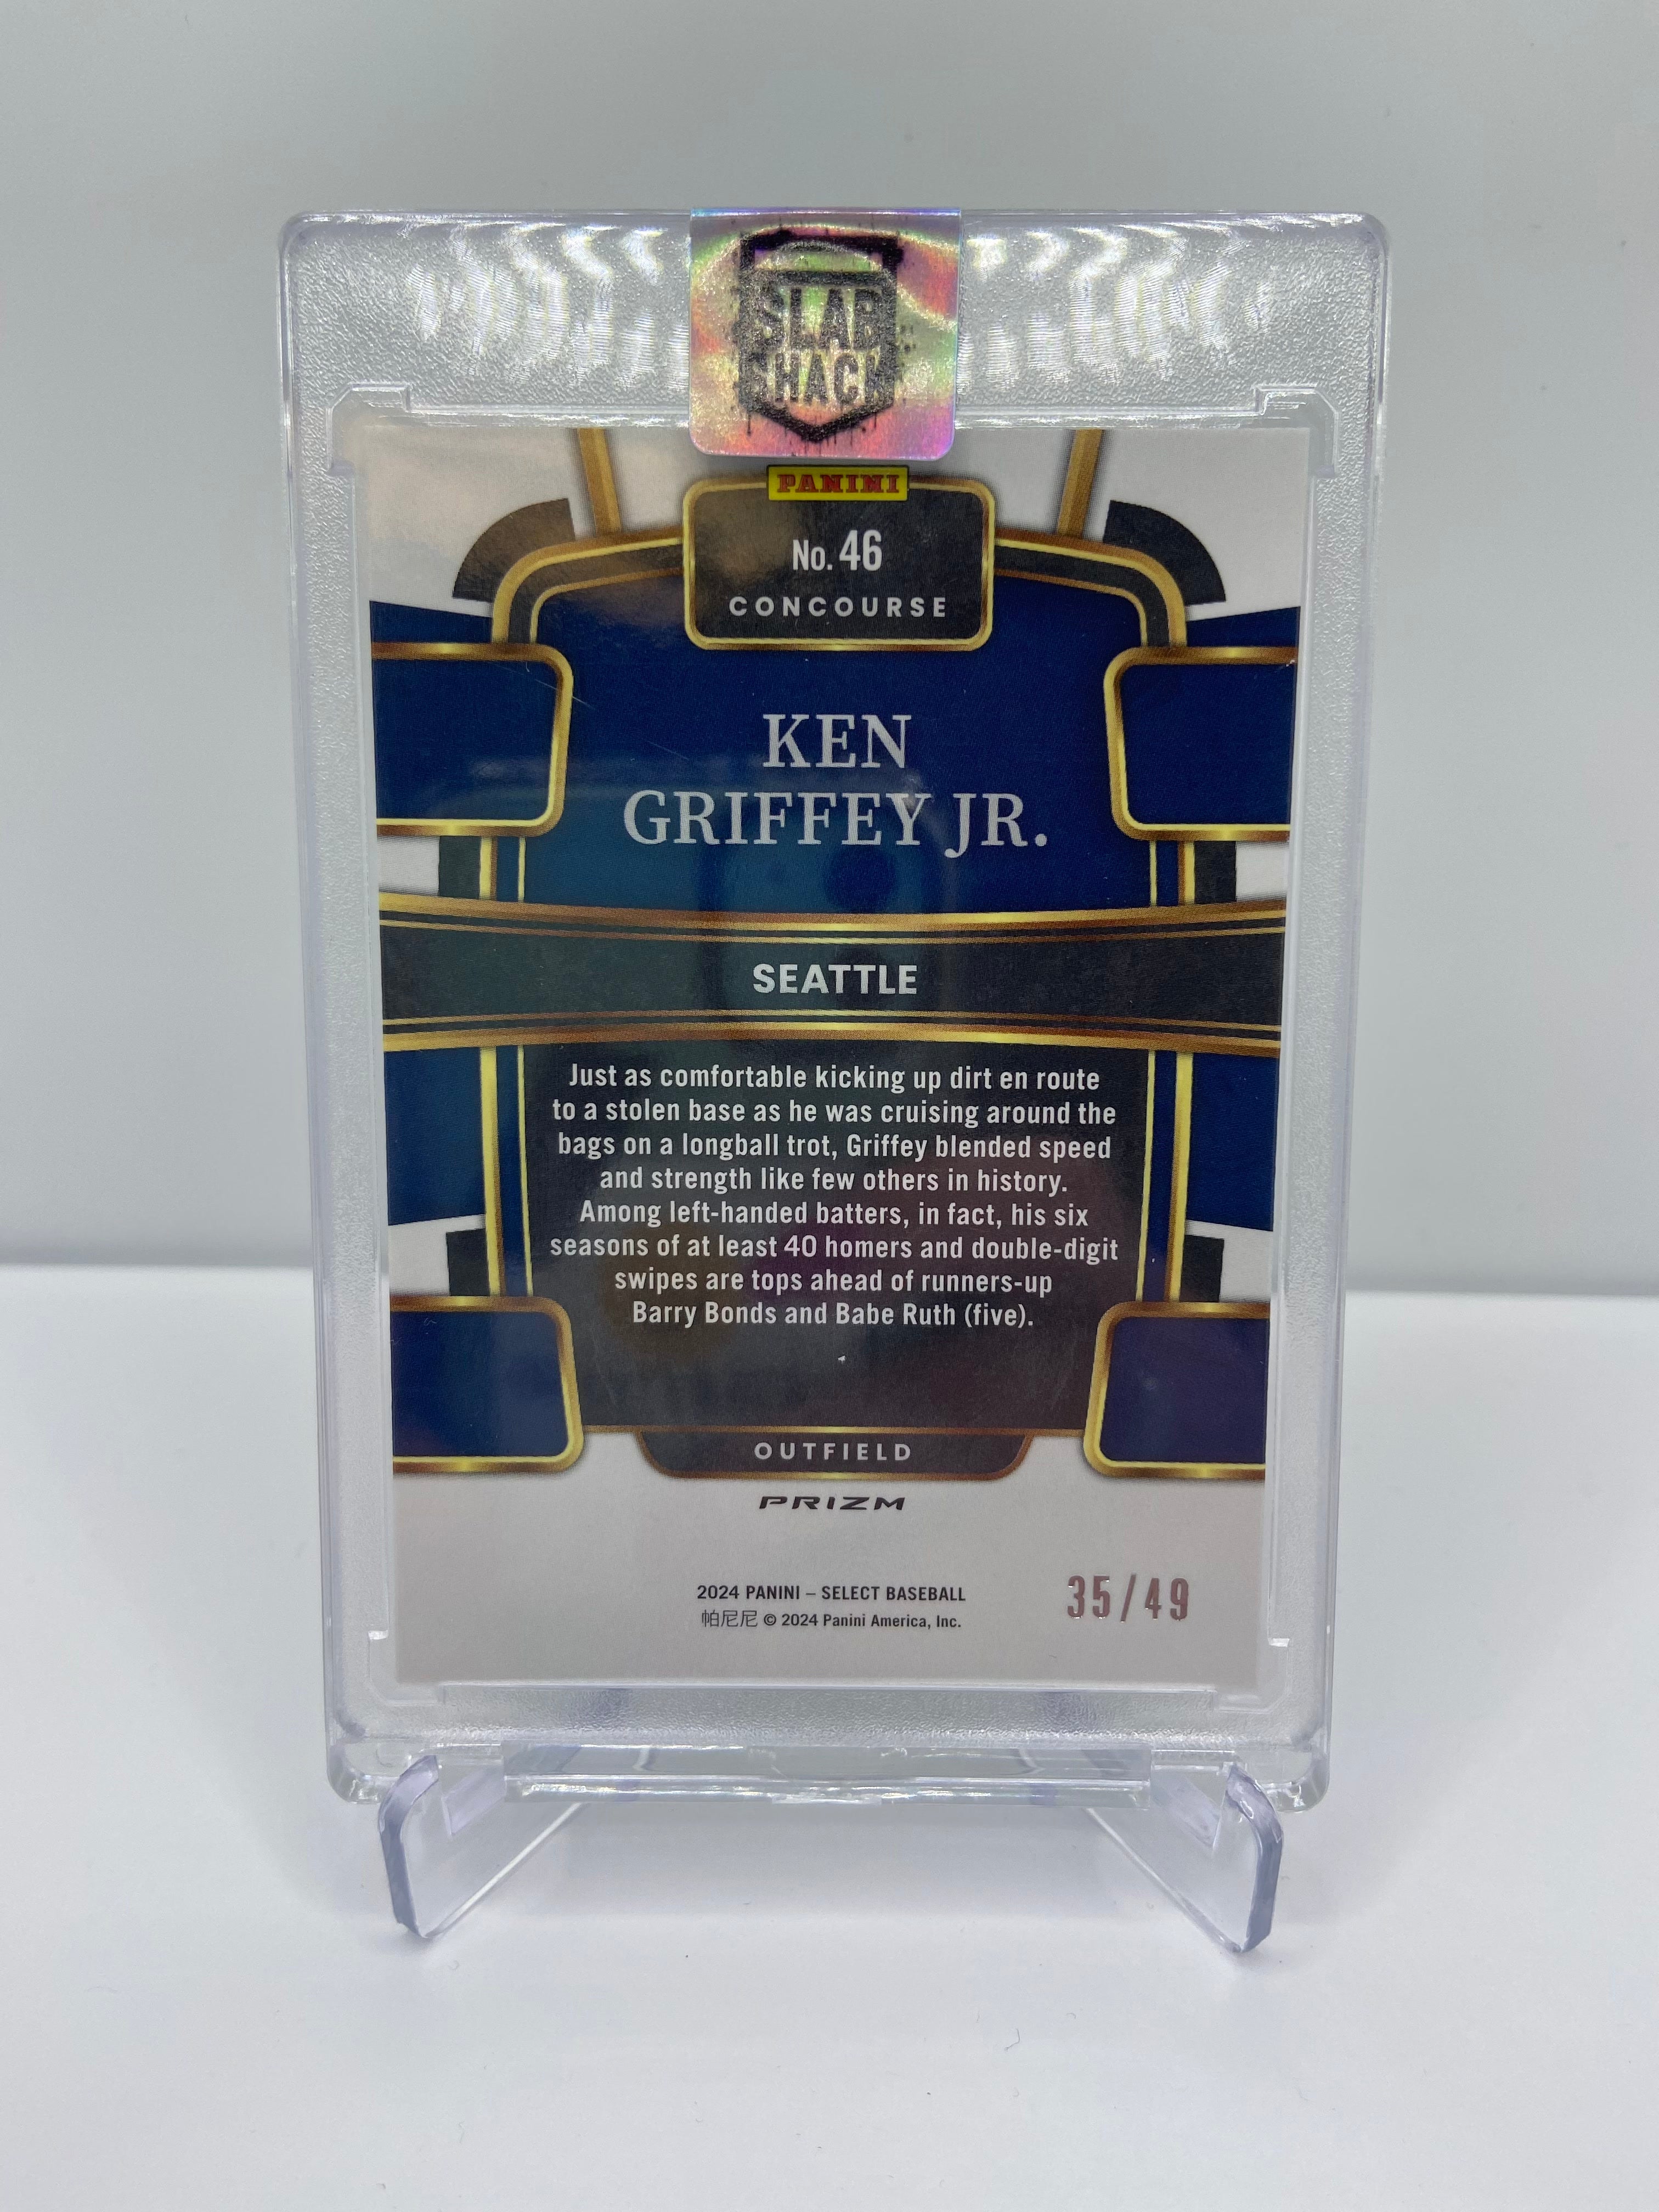 SLAB
SHACK
PANINI
No. 46
CONCOURSE
KEN
GRIFFEY JR.
SEATTLE
Just as comfortable kicking up dirt en route
to a stolen base as he was cruising around the
bags on a longball trot, Griffey blended speed
and strength like few others in history.
Among left-handed batters, in fact, his six
seasons of at least 40 homers and double-digit
swipes are tops ahead of runners-up
Barry Bonds and Babe Ruth (five).
OUTFIELD
PRIZM
2024 PANINI – SELECT BASEBALL
帕尼尼 © 2024 Panini America, Inc.
35/49